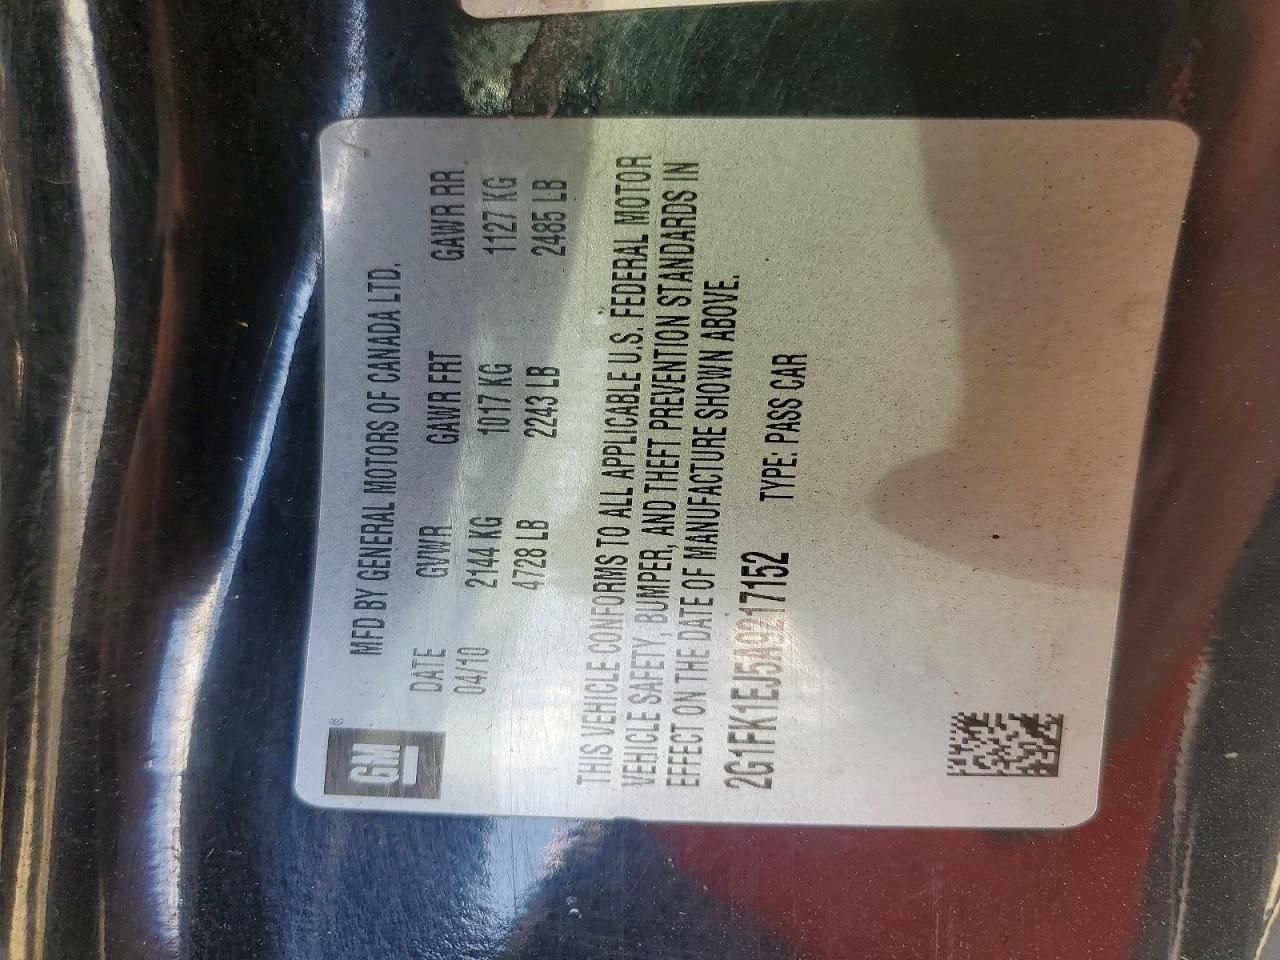 GM ®
MFD BY GENERAL MOTORS OF CANADA LTD.
DATE GVWR GAWR FRT GAWR RR
04/10 2144 KG 1017 KG 1127 KG
4728 LB 2243 LB 2485 LB
THIS VEHICLE CONFORMS TO ALL APPLICABLE U.S. FEDERAL MOTOR
VEHICLE SAFETY, BUMPER, AND THEFT PREVENTION STANDARDS IN
EFFECT ON THE DATE OF MANUFACTURE SHOWN ABOVE.
2G1FK1EJ5A9217152 TYPE: PASS CAR